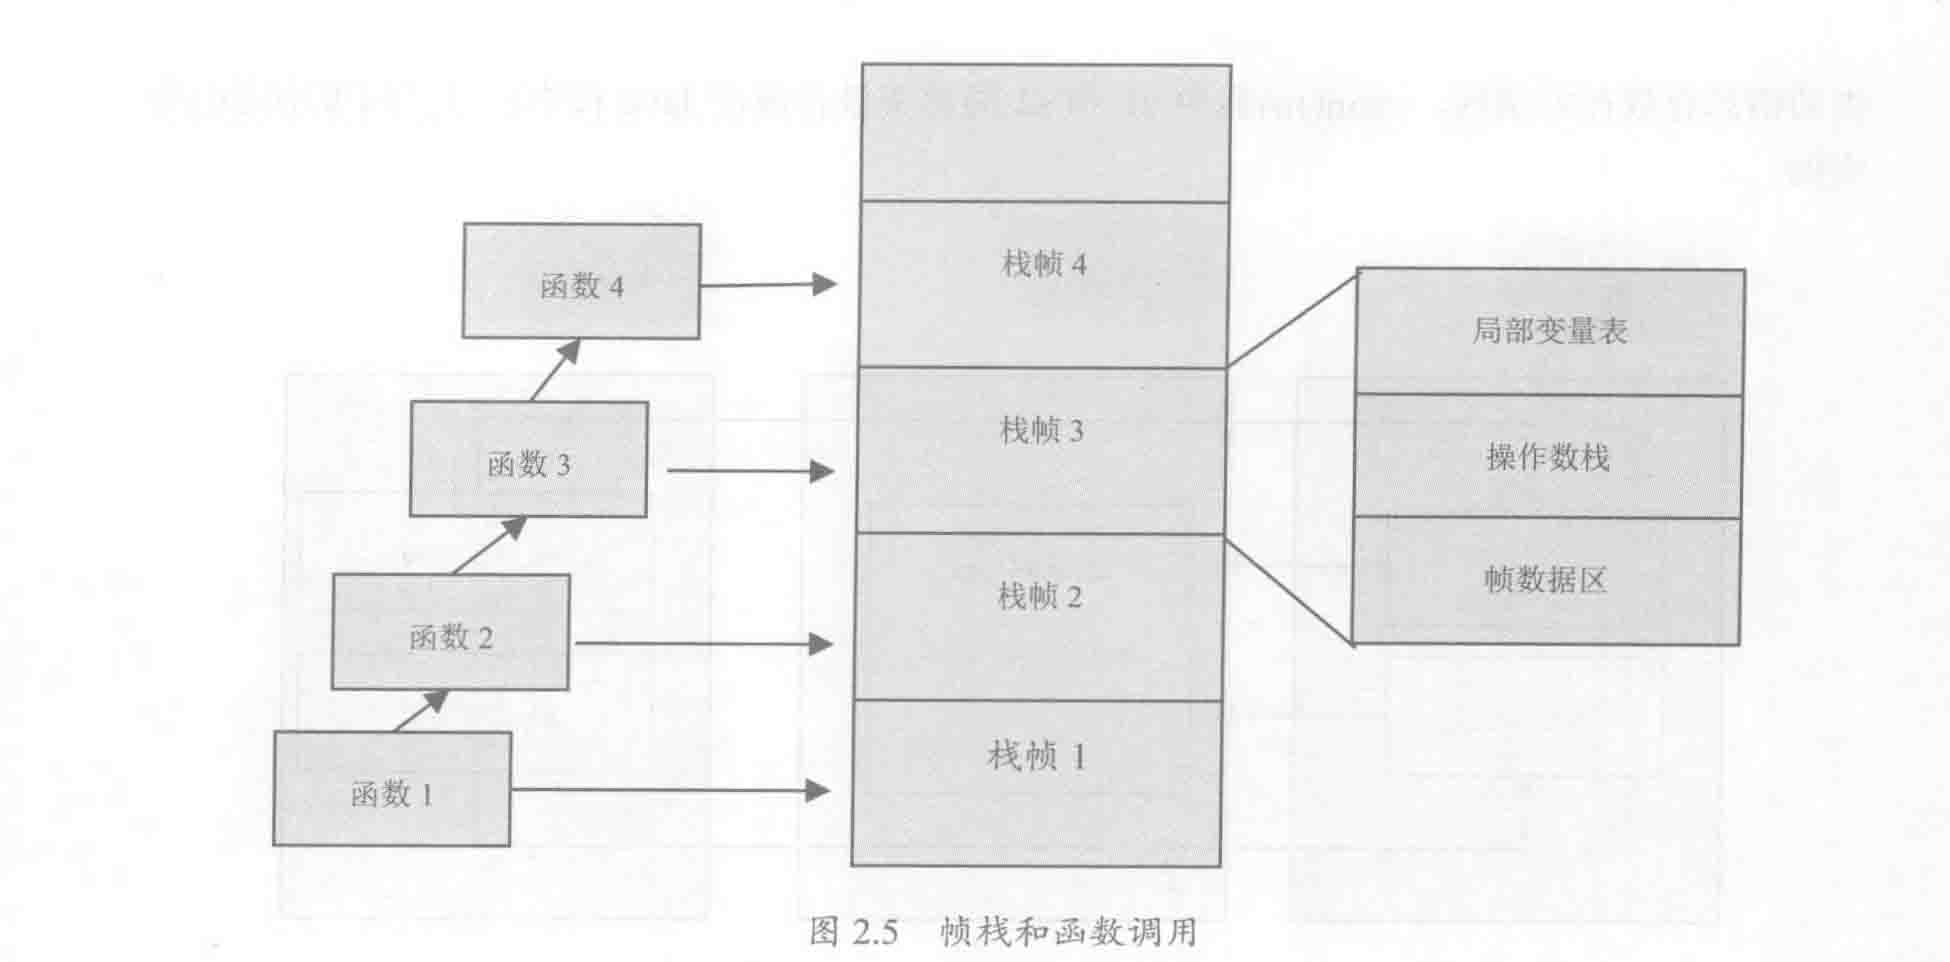 函数 4
函数 3
函数 2
函数 1
栈帧 4
栈帧 3
栈帧 2
栈帧 1
局部变量表
操作数栈
帧数据区
图 2.5 帧栈和函数调用